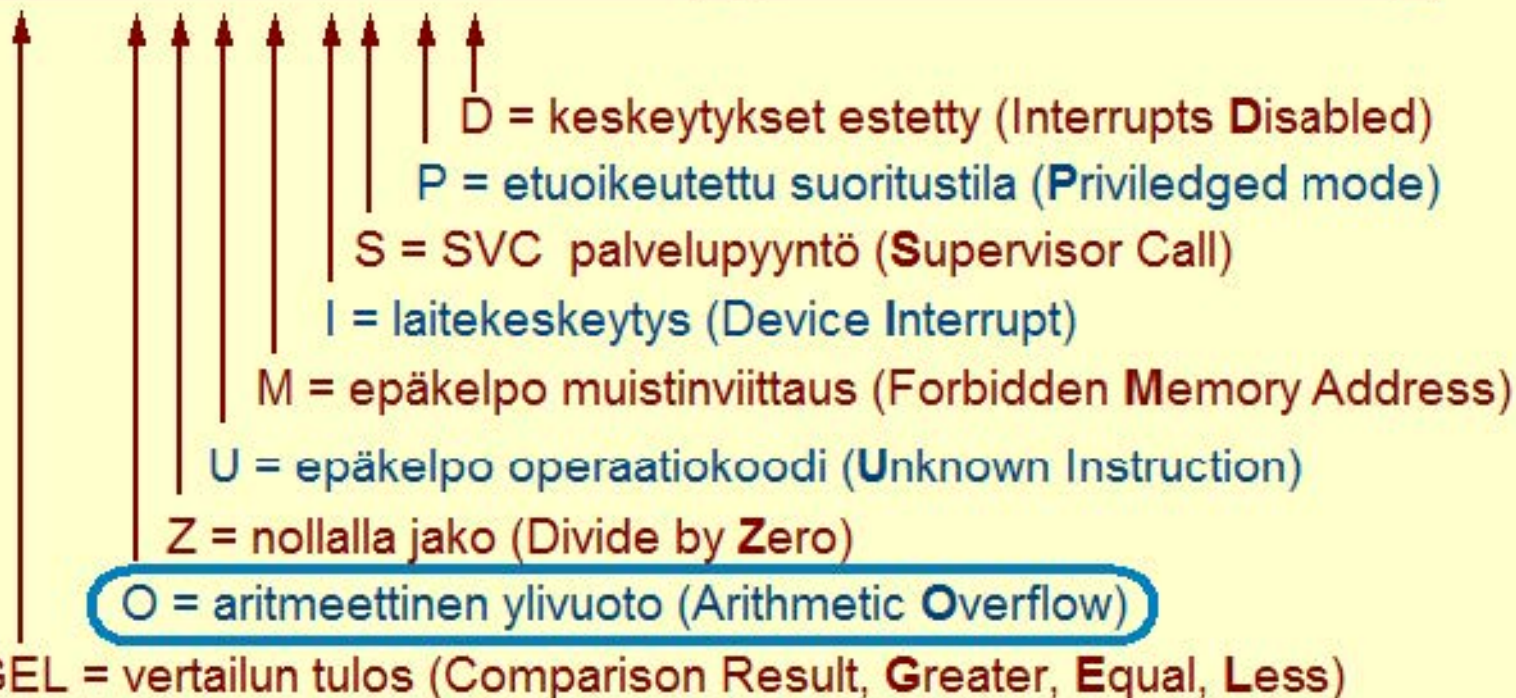 D = keskeytykset estetty (Interrupts Disabled)
P = etuoikeutettu suoritustila (Priviledged mode)
S = SVC palvelupyyntö (Supervisor Call)
I = laitekeskeytys (Device Interrupt)
M = epäkelpo muistinviittaus (Forbidden Memory Address)
U = epäkelpo operaatiokoodi (Unknown Instruction)
Z = nollalla jako (Divide by Zero)
O = aritmeettinen ylivuoto (Arithmetic Overflow)
GEL = vertailun tulos (Comparison Result, Greater, Equal, Less)